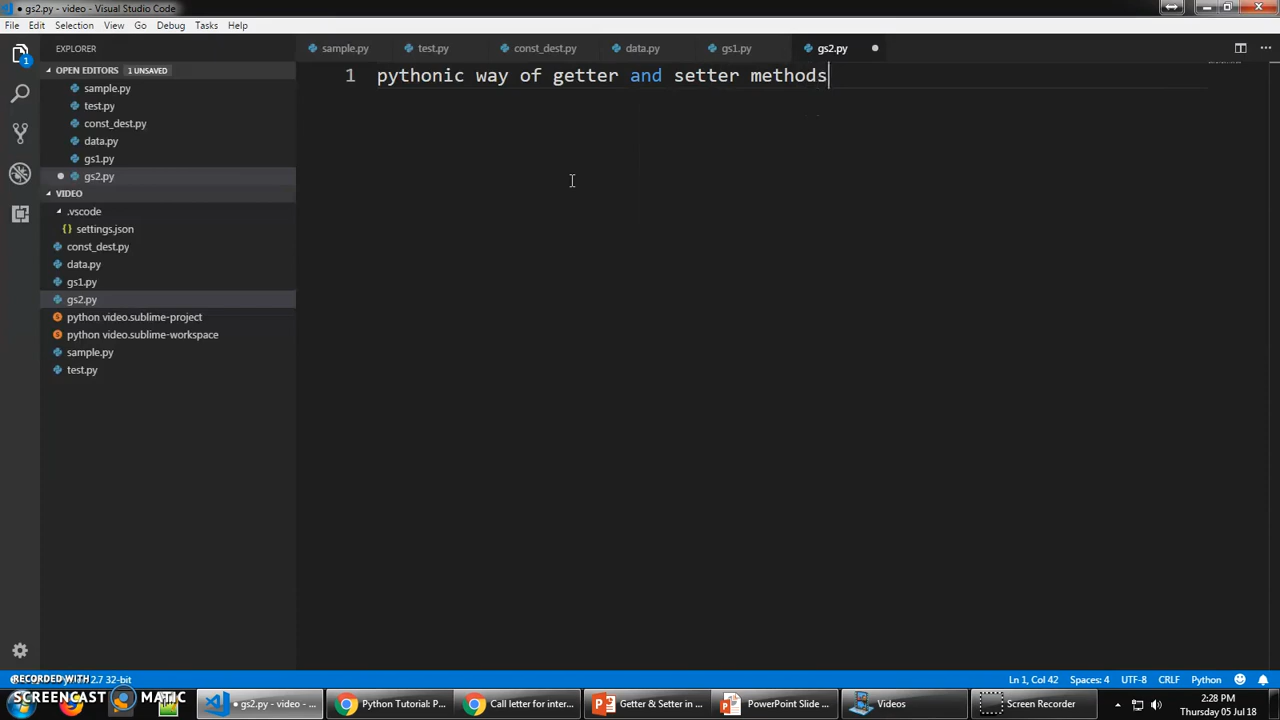 gs2.py - video - Visual Studio Code
File Edit Selection View Go Debug Tasks Help
EXPLORER
sample.py test.py const_dest.py data.py gs1.py gs2.py
OPEN EDITORS 1 UNSAVED
1 pythonic way of getter and setter methods
sample.py
test.py
const_dest.py
data.py
gs1.py
gs2.py
VIDEO
.vscode
{} settings.json
const_dest.py
data.py
gs1.py
gs2.py
python video.sublime-project
python video.sublime-workspace
sample.py
test.py
2.7 32-bit
Ln 1, Col 42 Spaces: 4 UTF-8 CRLF Python
RECORDED WITH
SCREENCAST MATIC
gs2.py - video - ...
Python Tutorial: P...
Call letter for inter...
Getter & Setter in ...
PowerPoint Slide ...
Videos
Screen Recorder
2:28 PM
Thursday 05 Jul 18